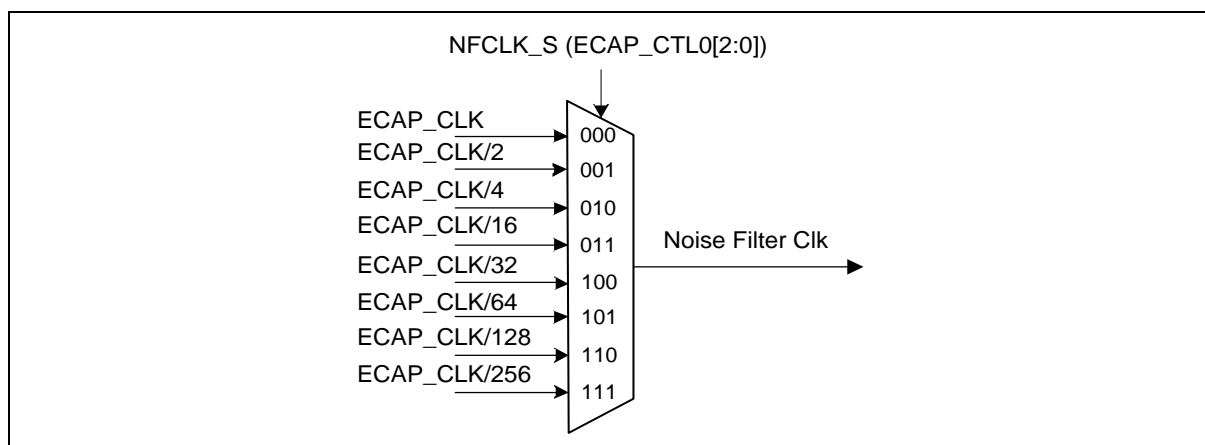 NFCLK_S (ECAP_CTL0[2:0])
ECAP_CLK
000
ECAP_CLK/2
001
ECAP_CLK/4
010
ECAP_CLK/16
011
Noise Filter Clk
ECAP_CLK/32
100
ECAP_CLK/64
101
ECAP_CLK/128
110
ECAP_CLK/256
111